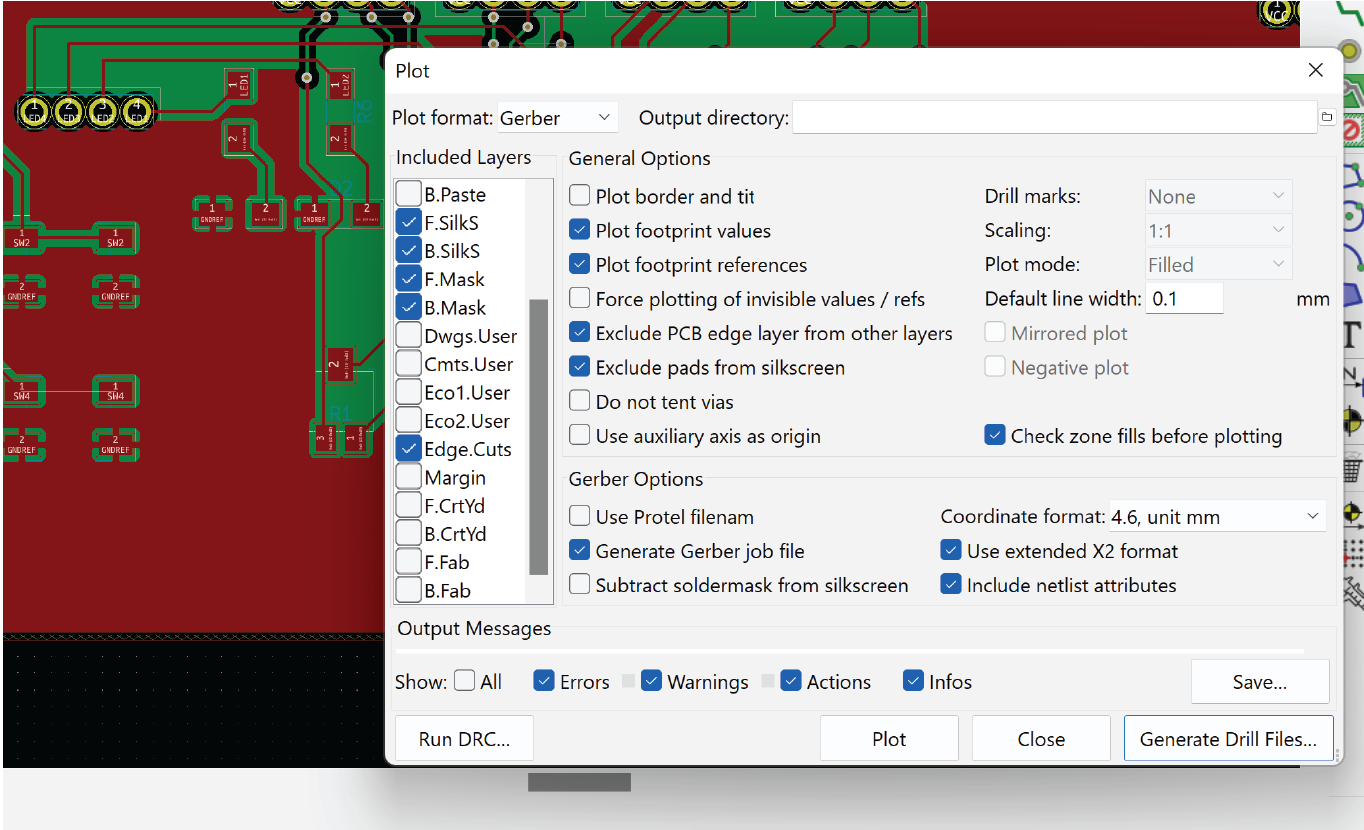 Plot
Plot format: Gerber
Output directory:
Included Layers
B.Paste
F.SilkS
B.SilkS
F.Mask
B.Mask
Dwgs.User
Cmts.User
Eco1.User
Eco2.User
Edge.Cuts
Margin
F.CrtYd
B.CrtYd
F.Fab
B.Fab
General Options
Plot border and tit
Plot footprint values
Plot footprint references
Force plotting of invisible values / refs
Exclude PCB edge layer from other layers
Exclude pads from silkscreen
Do not tent vias
Use auxiliary axis as origin
Drill marks: None
Scaling: 1:1
Plot mode: Filled
Default line width: 0.1 mm
Mirrored plot
Negative plot
Check zone fills before plotting
Gerber Options
Use Protel filenam
Generate Gerber job file
Subtract soldermask from silkscreen
Coordinate format: 4.6, unit mm
Use extended X2 format
Include netlist attributes
Output Messages
Show: All Errors Warnings Actions Infos
Save...
Run DRC...
Plot
Close
Generate Drill Files...
1
VCC
1
LED1
1
LED2
R6
1 2 3 4
2
2
1
GNDREF
2
1
GNDREF
2
1
SW2
1
SW2
2
GNDREF
2
GNDREF
2
1
SW4
1
SW4
R1
3
1
2
GNDREF
2
GNDREF
T
N